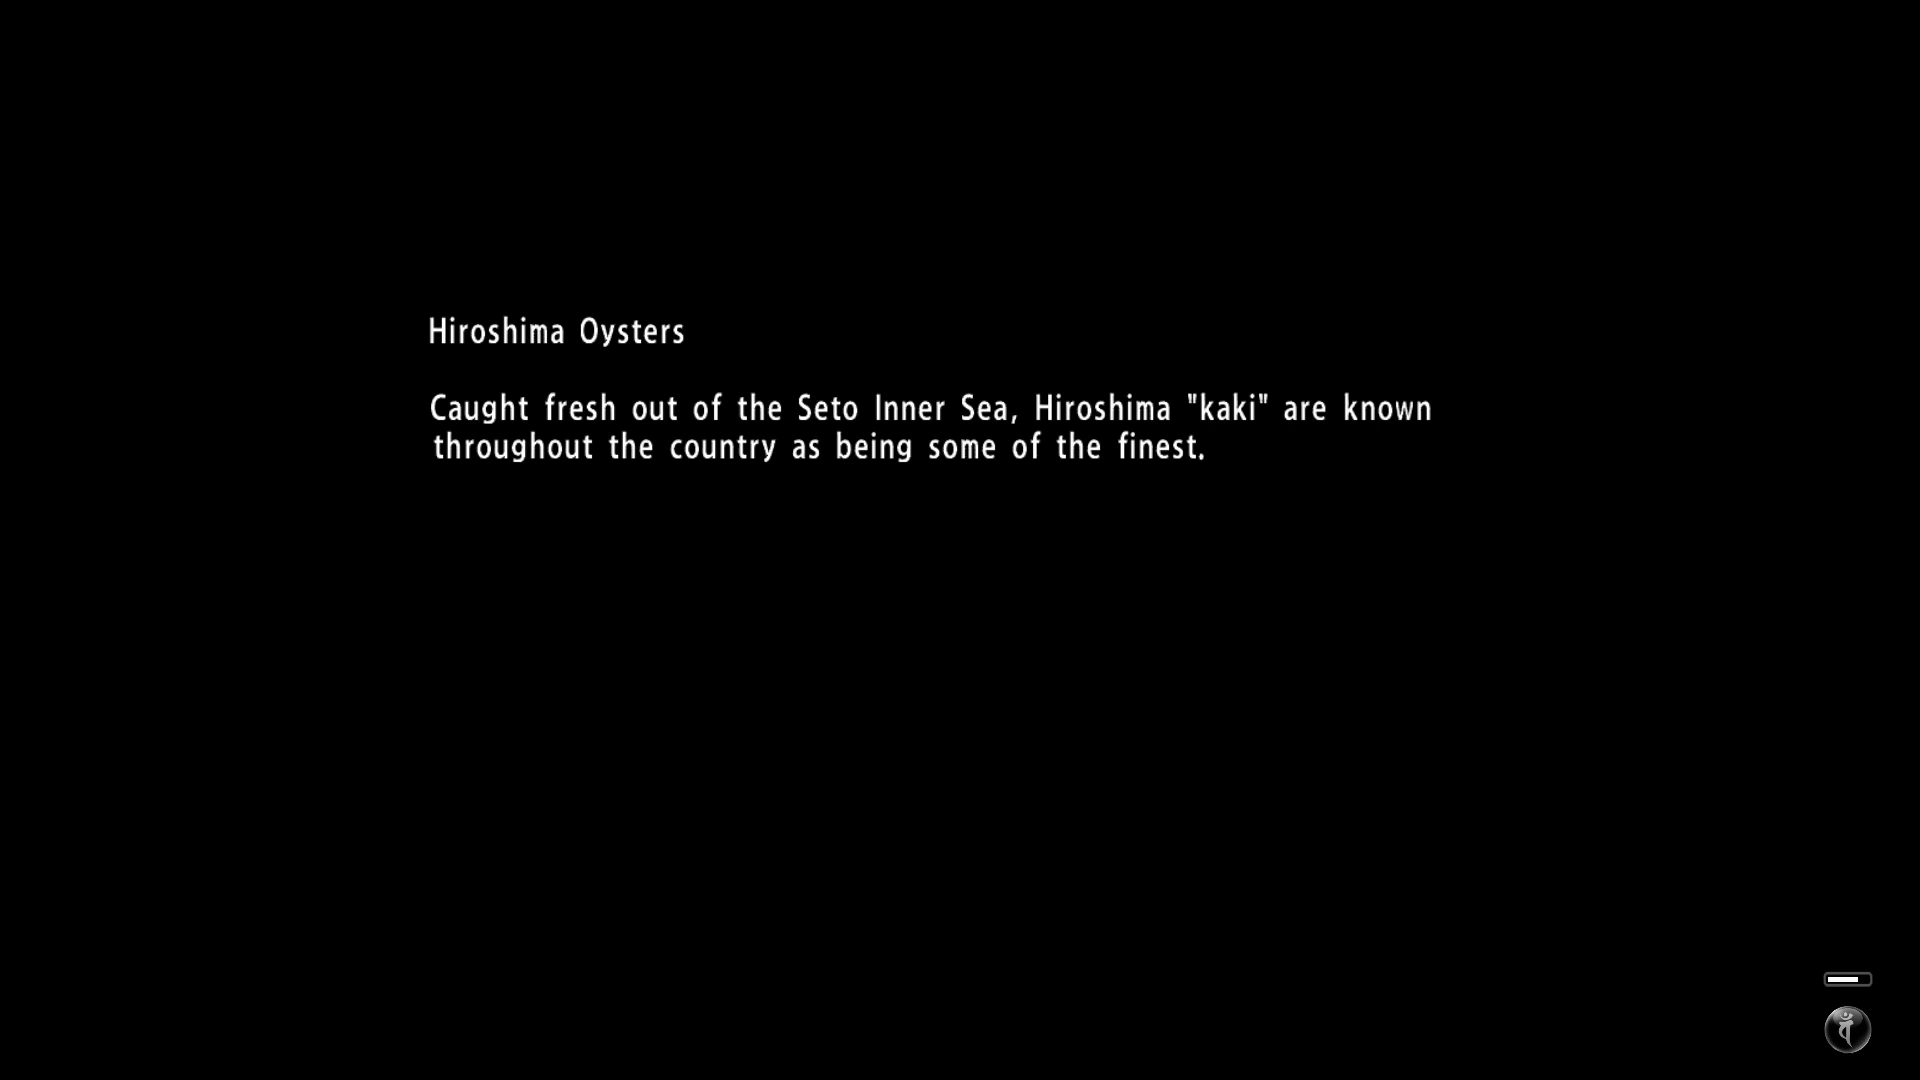 Hiroshima Oysters
Caught fresh out of the Seto Inner Sea, Hiroshima "kaki" are known
throughout the country as being some of the finest.